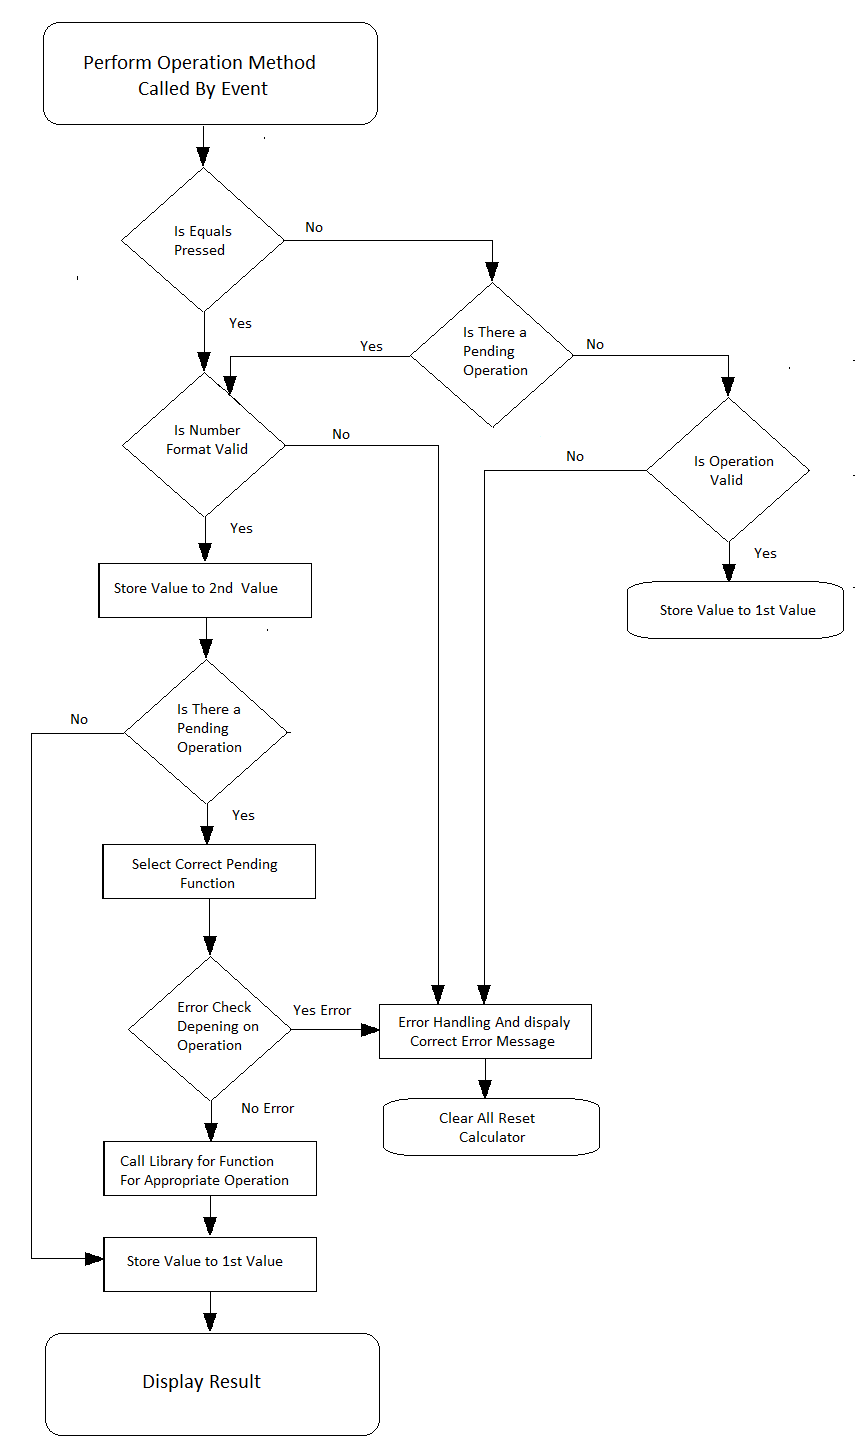 Perform Operation Method
Called By Event
Is Equals
Pressed
No
Yes
Is There a
Pending
Operation
Yes
No
Is Number
Format Valid
No
Yes
Is Operation
Valid
No
Yes
Store Value to 1st Value
Store Value to 2nd  Value
Is There a
Pending
Operation
No
Yes
Select Correct Pending
Function
Error Check
Depening on
Operation
Yes Error
No Error
Error Handling And dispaly
Correct Error Message
Clear All Reset
Calculator
Call Library for Function
For Appropriate Operation
Store Value to 1st Value
Display Result